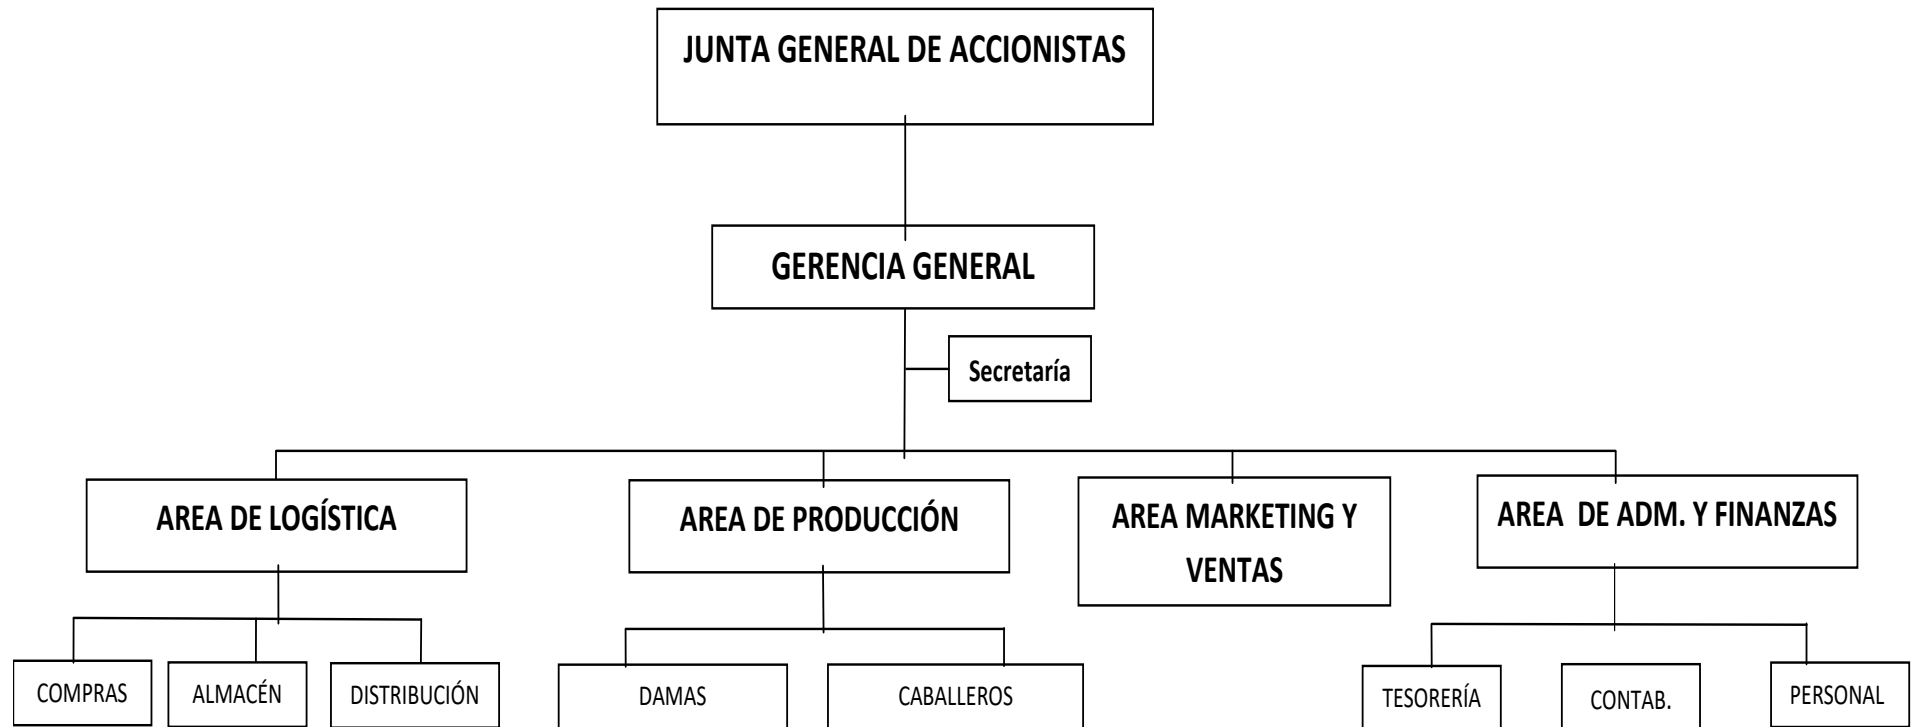 JUNTA GENERAL DE ACCIONISTAS
GERENCIA GENERAL
Secretaría
AREA DE LOGÍSTICA
AREA DE PRODUCCIÓN
AREA MARKETING Y
VENTAS
AREA DE ADM. Y FINANZAS
COMPRAS
ALMACÉN
DISTRIBUCIÓN
DAMAS
CABALLEROS
TESORERÍA
CONTAB.
PERSONAL